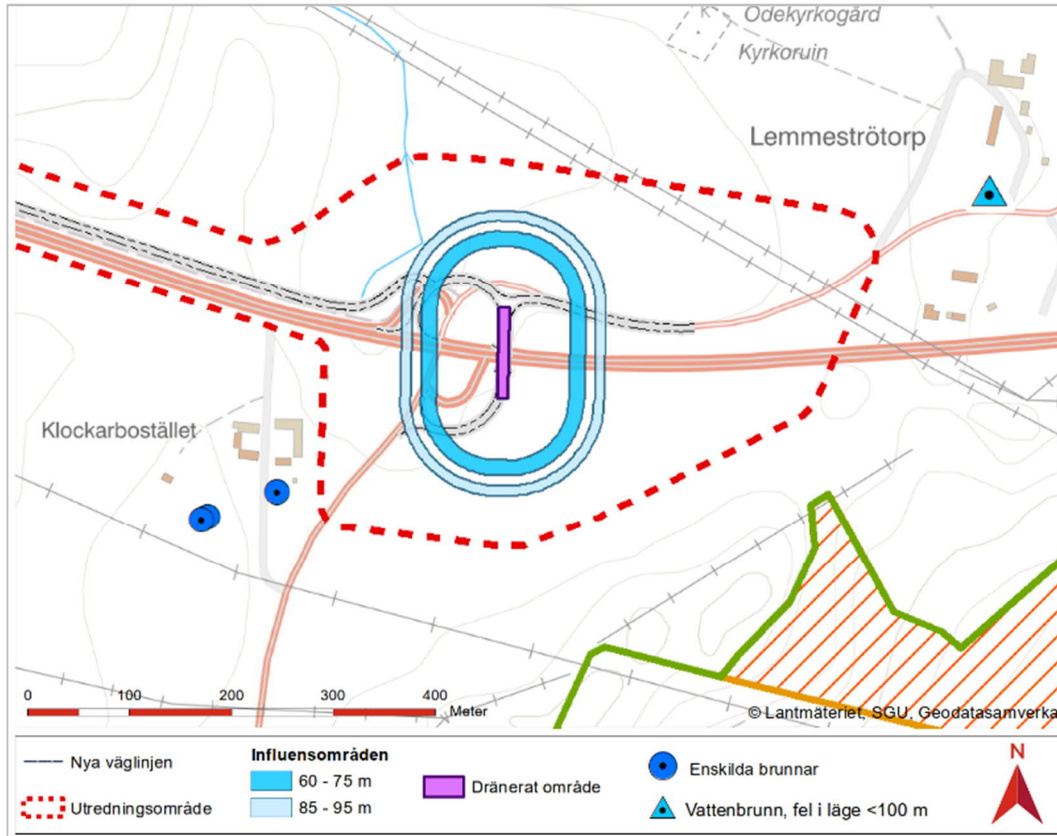 Odekyrkogård
K
Kyrkoruin
Lemmeströtorp
Klockarbostället
0 100 200 300 400
Meter
© Lantmäteriet, SGU, Geodatasamverka
Nya väglinjen
Utredningsområde
Influensområden
60 - 75 m
85 - 95 m
Dränerat område
Enskilda brunnar
Vattenbrunn, fel i läge <100 m
N